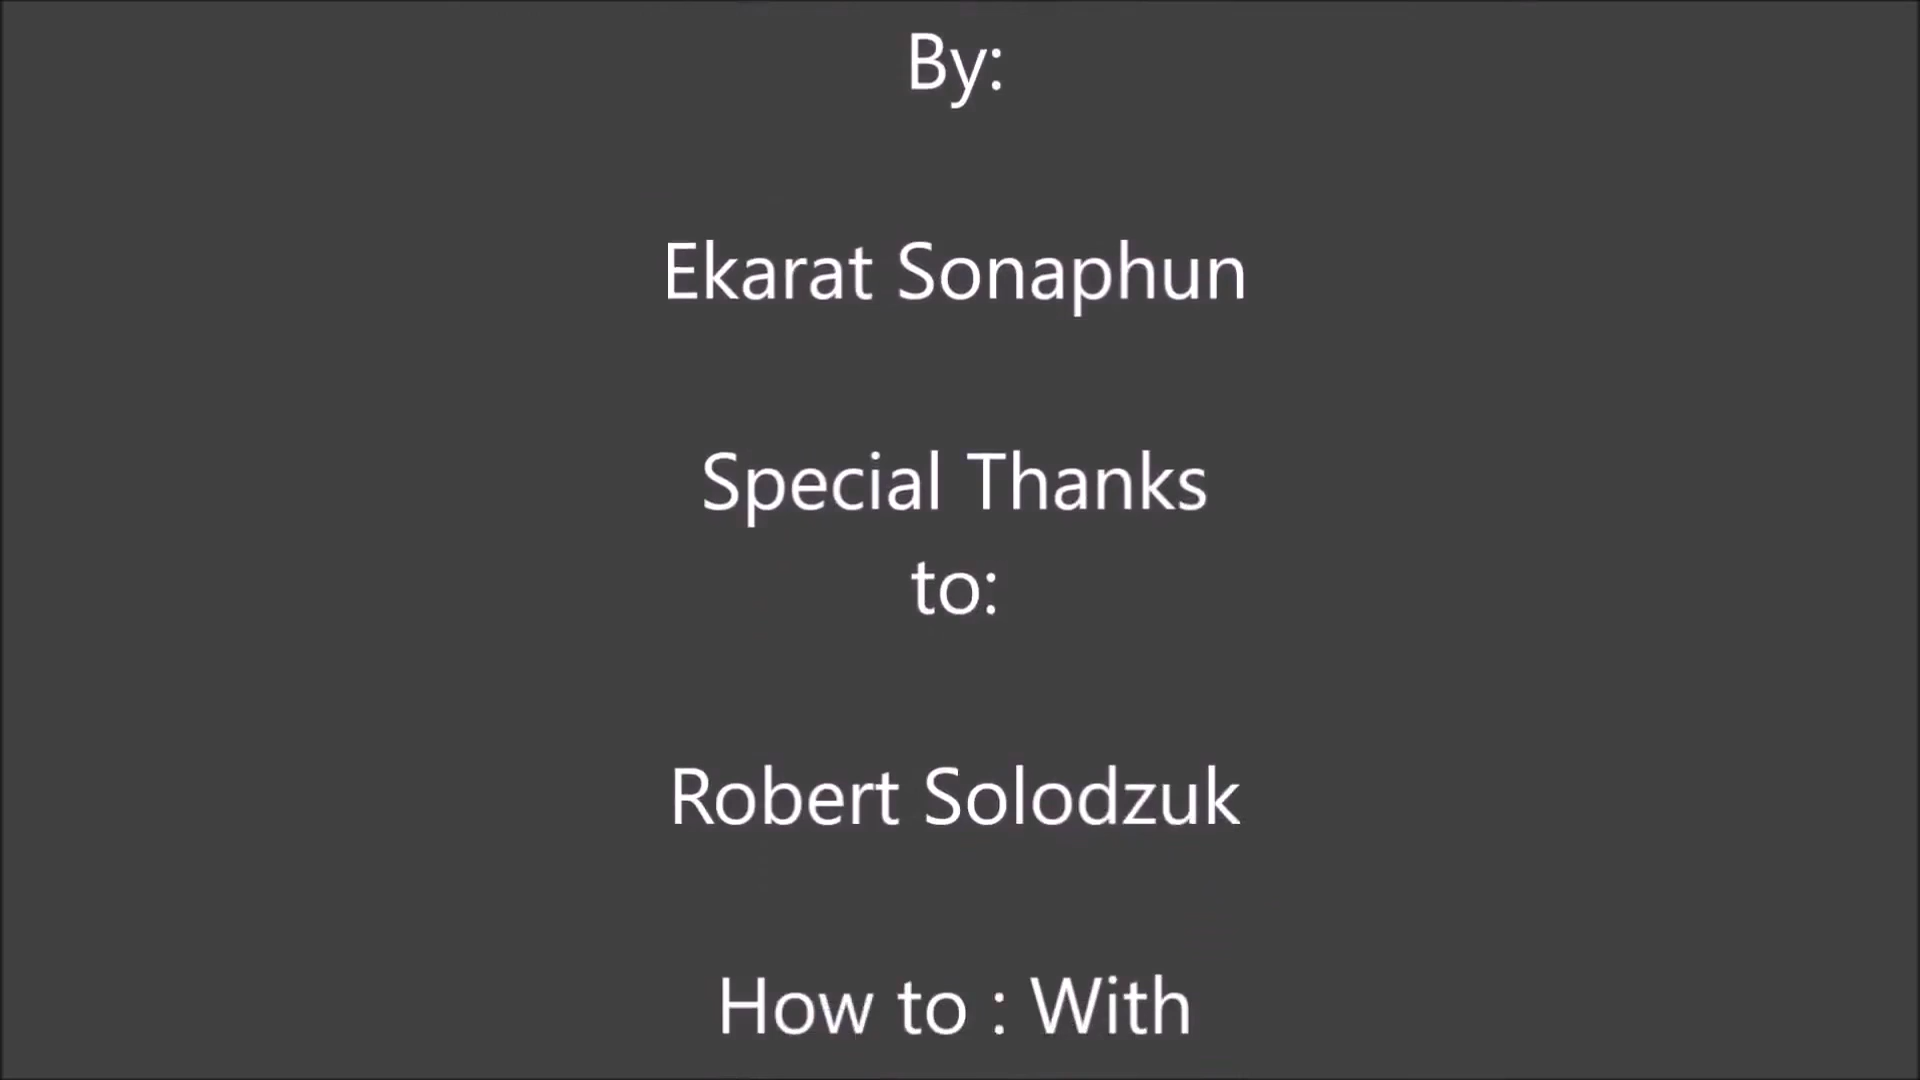 By:
Ekarat Sonaphun
Special Thanks
to:
Robert Solodzuk
How to : With